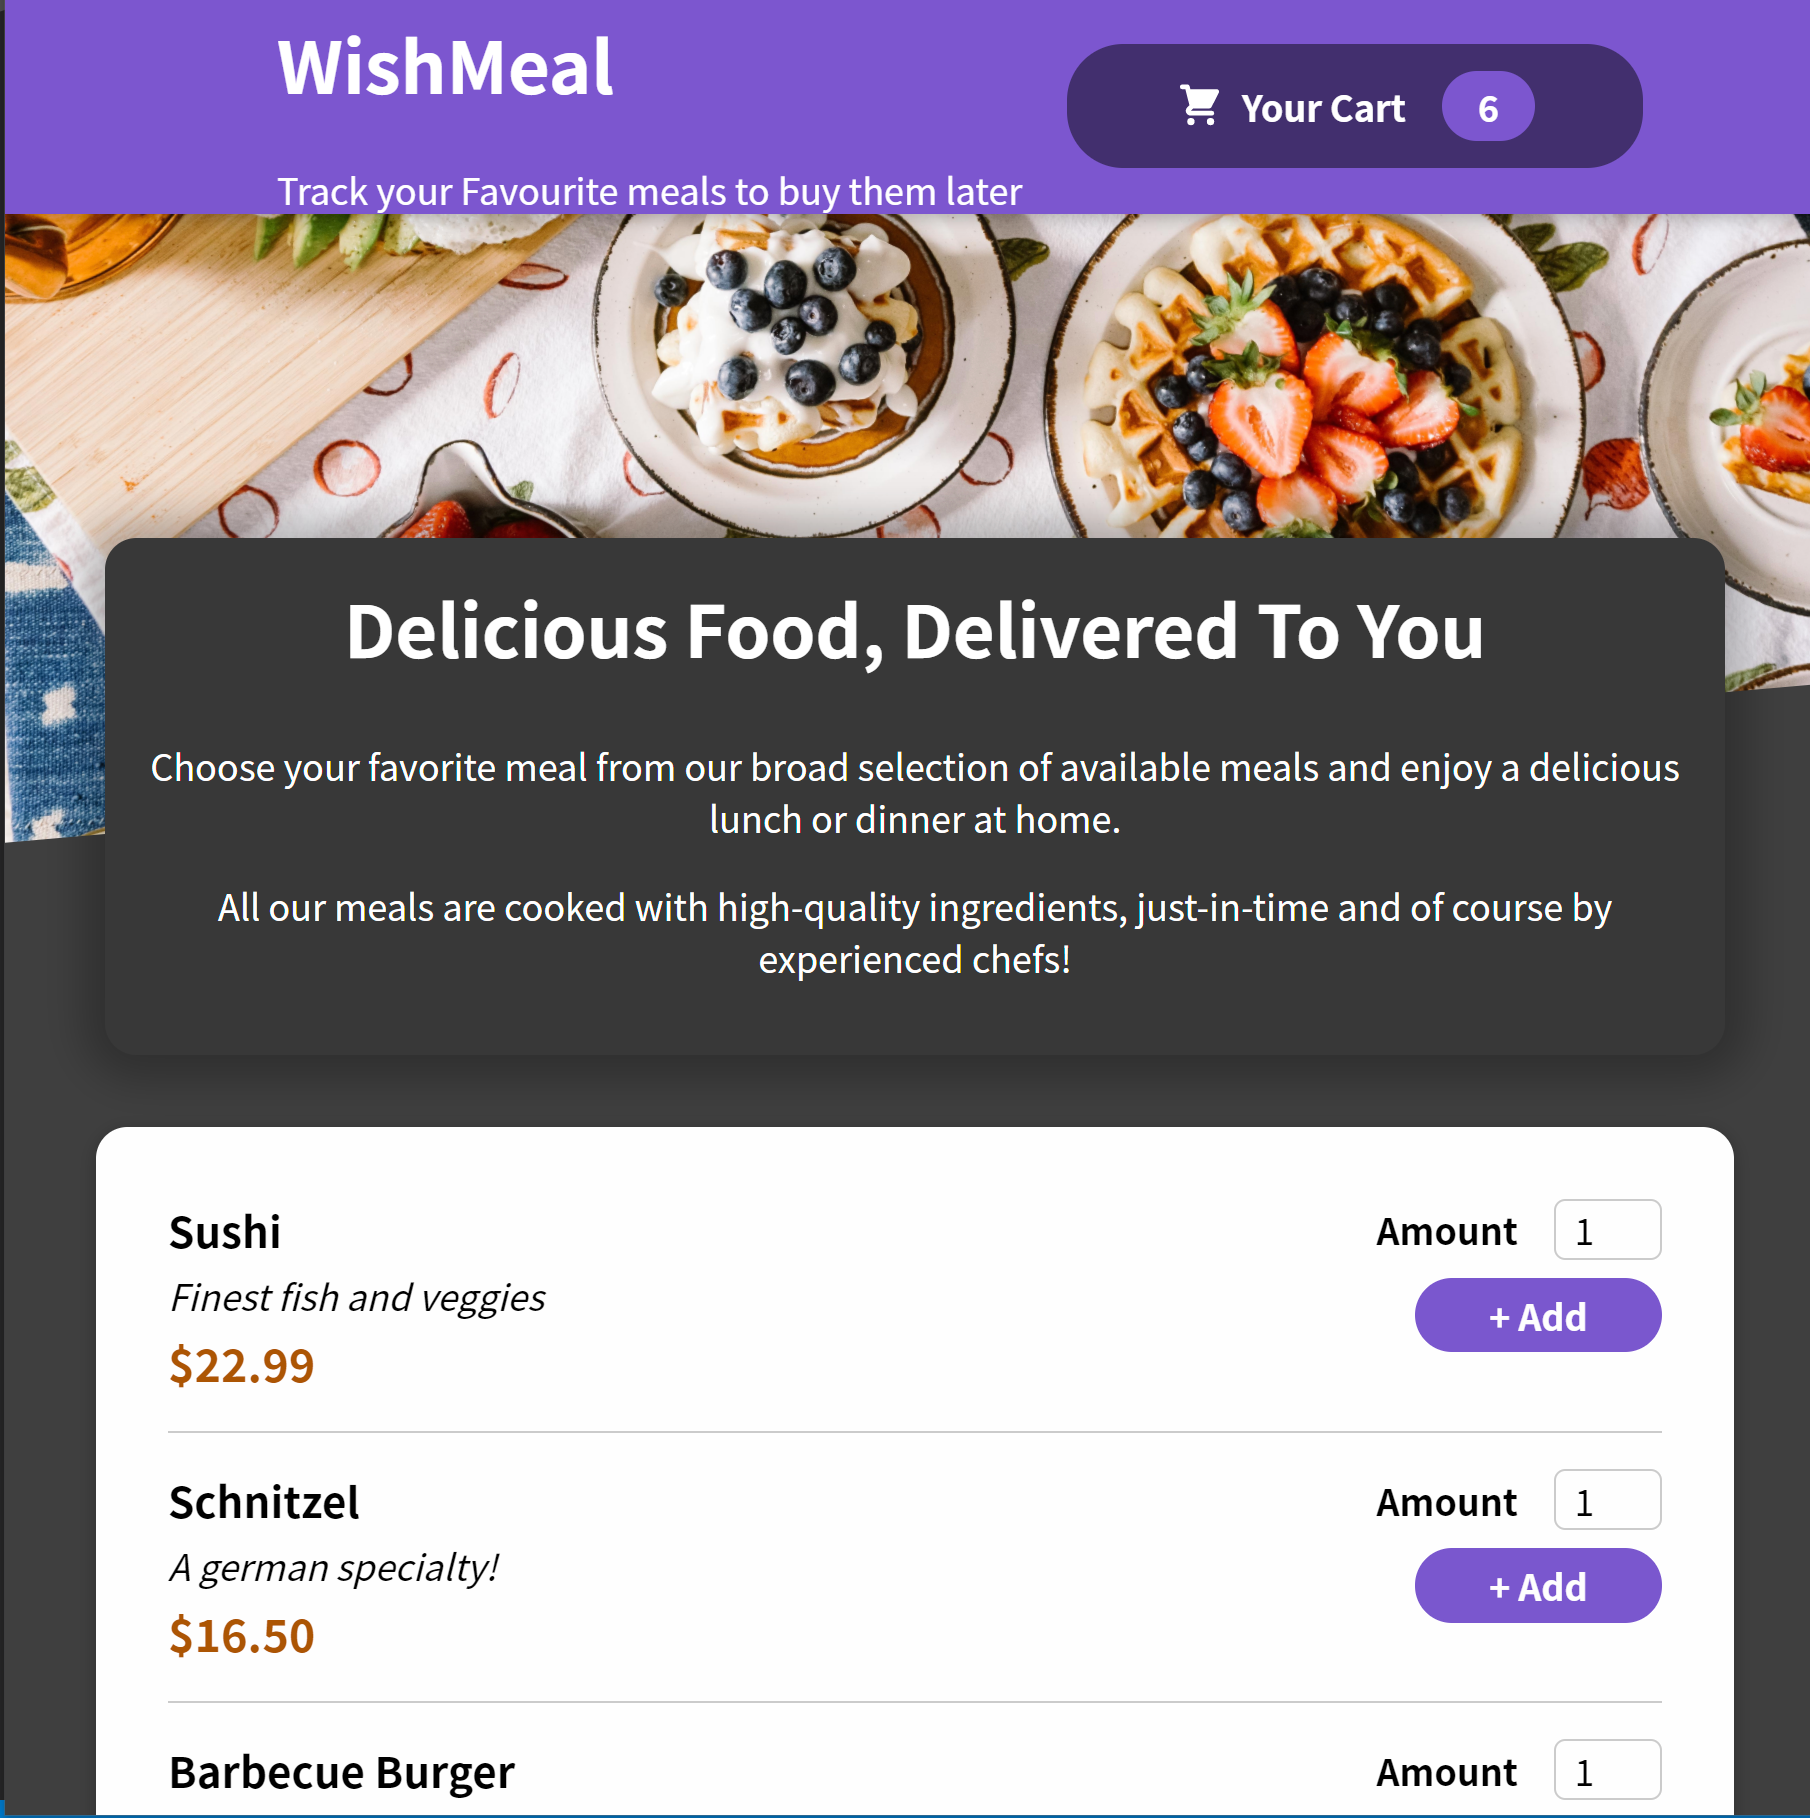 WishMeal
Your Cart 6
Track your Favourite meals to buy them later
Delicious Food, Delivered To You
Choose your favorite meal from our broad selection of available meals and enjoy a delicious
lunch or dinner at home.
All our meals are cooked with high-quality ingredients, just-in-time and of course by
experienced chefs!
Sushi
Amount 1
Finest fish and veggies
+ Add
$22.99
Schnitzel
Amount 1
A german specialty!
+ Add
$16.50
Barbecue Burger
Amount 1